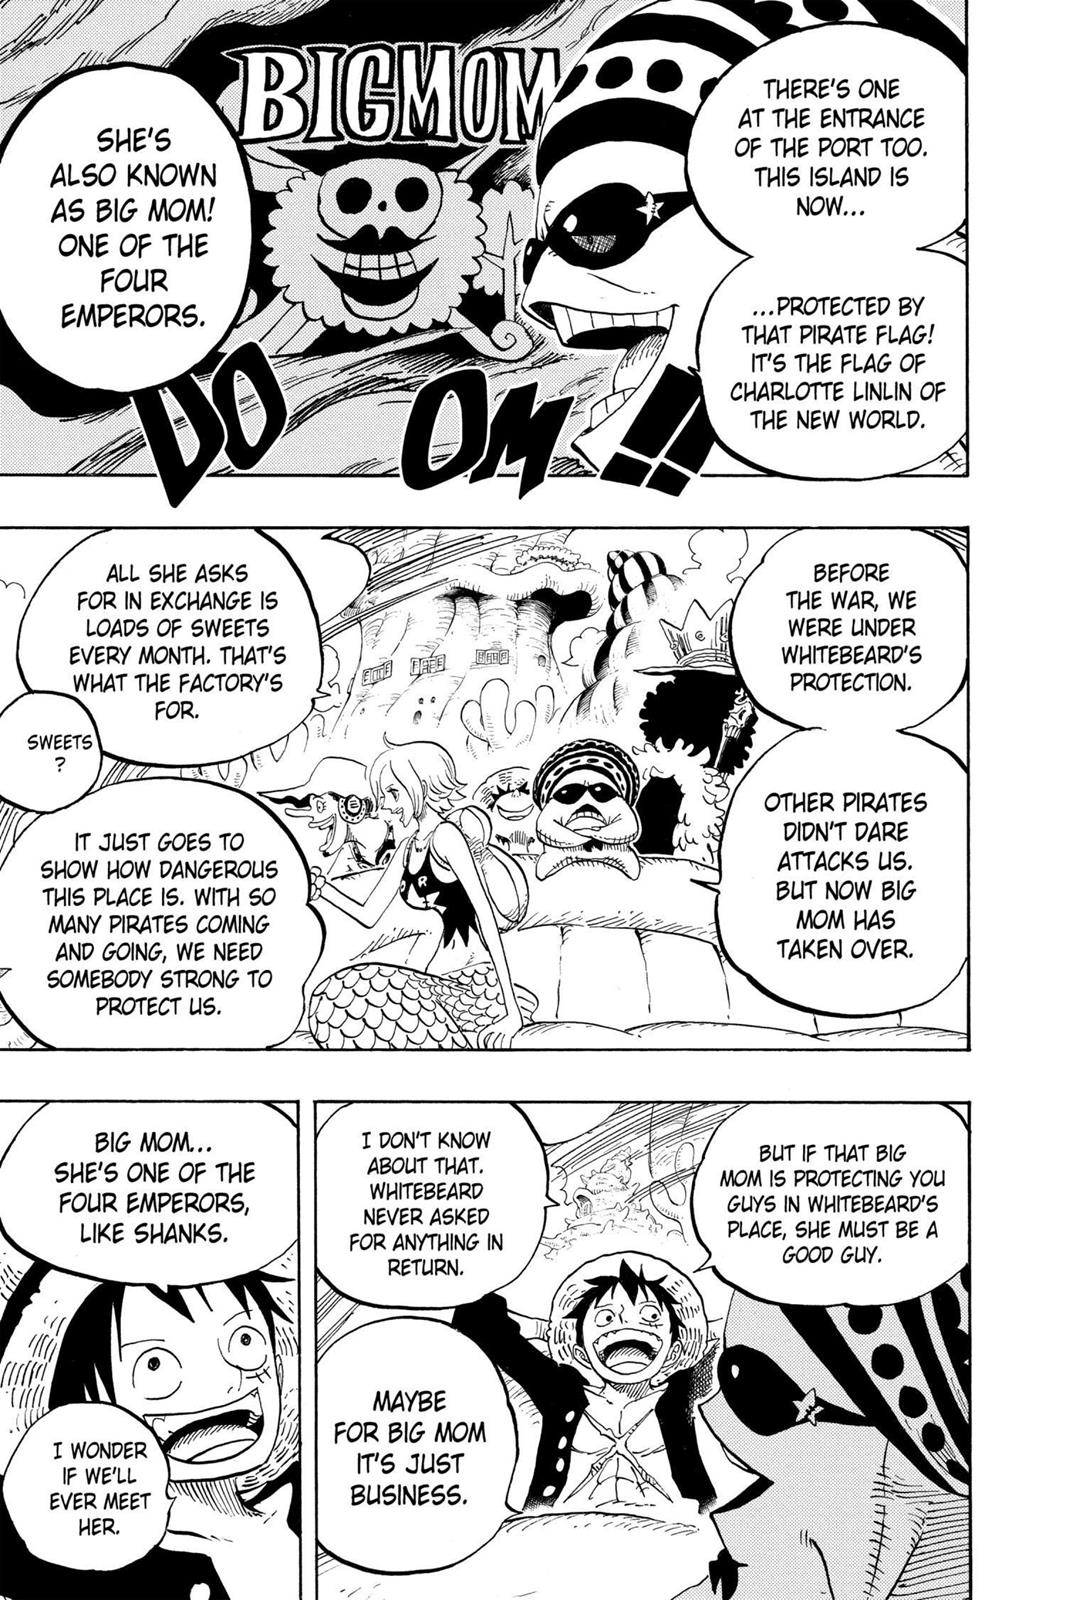 THERE'S ONE
AT THE ENTRANCE
OF THE PORT TOO.
THIS ISLAND IS
NOW...
...PROTECTED BY
THAT PIRATE FLAG!
IT'S THE FLAG OF
CHARLOTTE LINLIN OF
THE NEW WORLD.
BIGMOM
SHE'S
ALSO KNOWN
AS BIG MOM!
ONE OF THE
FOUR
EMPERORS.
DOOM!!
BEFORE
THE WAR, WE
WERE UNDER
WHITEBEARD'S
PROTECTION.
OTHER PIRATES
DIDN'T DARE
ATTACKS US.
BUT NOW BIG
MOM HAS
TAKEN OVER.
ALL SHE ASKS
FOR IN EXCHANGE IS
LOADS OF SWEETS
EVERY MONTH. THAT'S
WHAT THE FACTORY'S
FOR.
SWEETS
?
IT JUST GOES TO
SHOW HOW DANGEROUS
THIS PLACE IS. WITH SO
MANY PIRATES COMING
AND GOING, WE NEED
SOMEBODY STRONG TO
PROTECT US.
BUT IF THAT BIG
MOM IS PROTECTING YOU
GUYS IN WHITEBEARD'S
PLACE, SHE MUST BE A
GOOD GUY.
I DON'T KNOW
ABOUT THAT.
WHITEBEARD
NEVER ASKED
FOR ANYTHING IN
RETURN.
MAYBE
FOR BIG MOM
IT'S JUST
BUSINESS.
BIG MOM...
SHE'S ONE OF THE
FOUR EMPERORS,
LIKE SHANKS.
I WONDER
IF WE'LL
EVER MEET
HER.